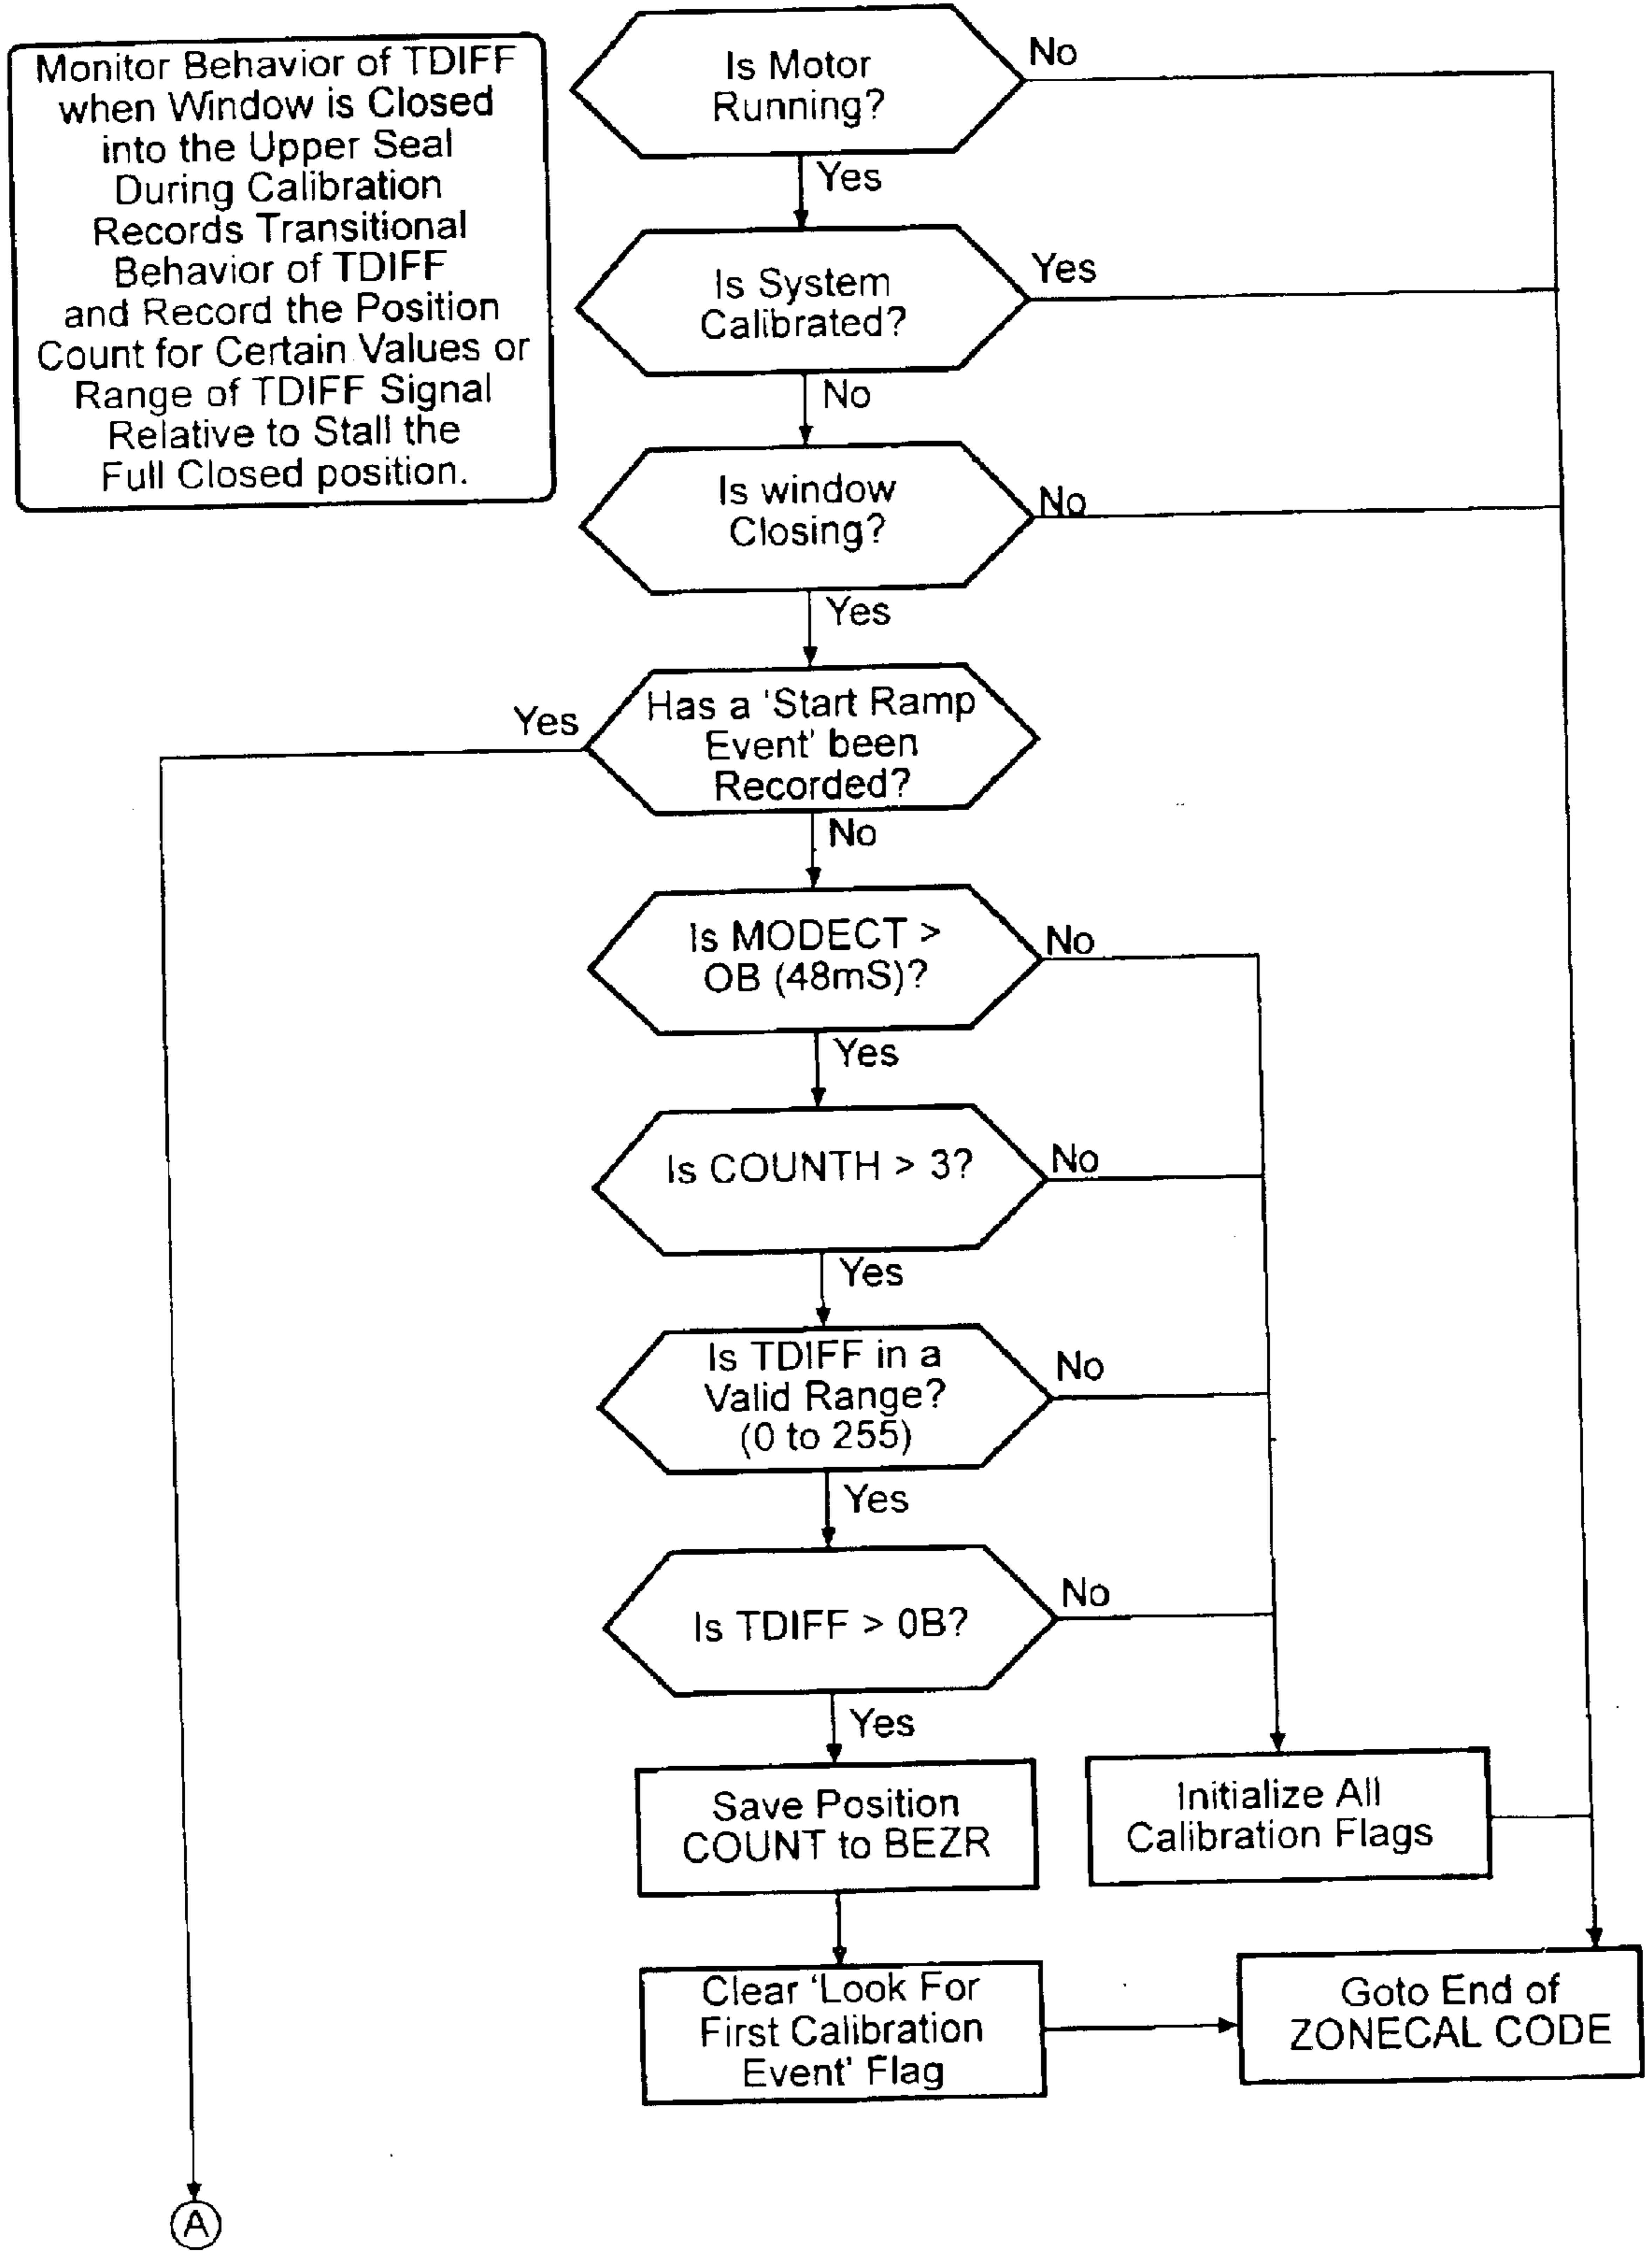 Monitor Behavior of TDIFF
when Window is Closed
into the Upper Seal
During Calibration
Records Transitional
Behavior of TDIFF
and Record the Position
Count for Certain Values or
Range of TDIFF Signal
Relative to Stall the
Full Closed position.
Is Motor
Running?
No
Yes
Is System
Calibrated?
Yes
No
Is window
Closing?
No
Yes
Has a 'Start Ramp
Event' been
Recorded?
Yes
No
Is MODECT >
OB (48mS)?
No
Yes
Is COUNTH > 3?
No
Yes
Is TDIFF in a
Valid Range?
(0 to 255)
No
Yes
Is TDIFF > 0B?
No
Yes
Save Position
COUNT to BEZR
Initialize All
Calibration Flags
Clear 'Look For
First Calibration
Event' Flag
Goto End of
ZONECAL CODE
A